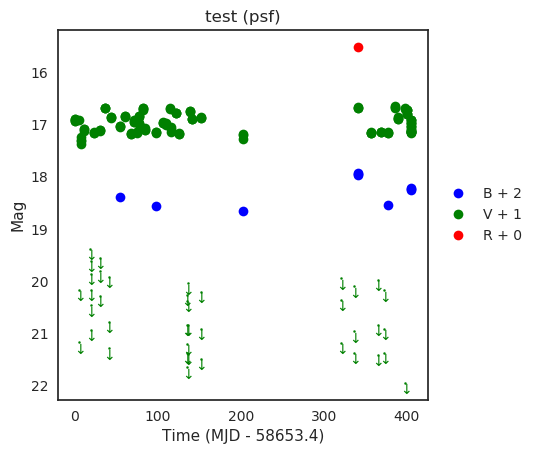 test (psf)
Mag
16
17
18
19
20
21
22
0
100
200
300
400
Time (MJD - 58653.4)
B + 2
V + 1
R + 0